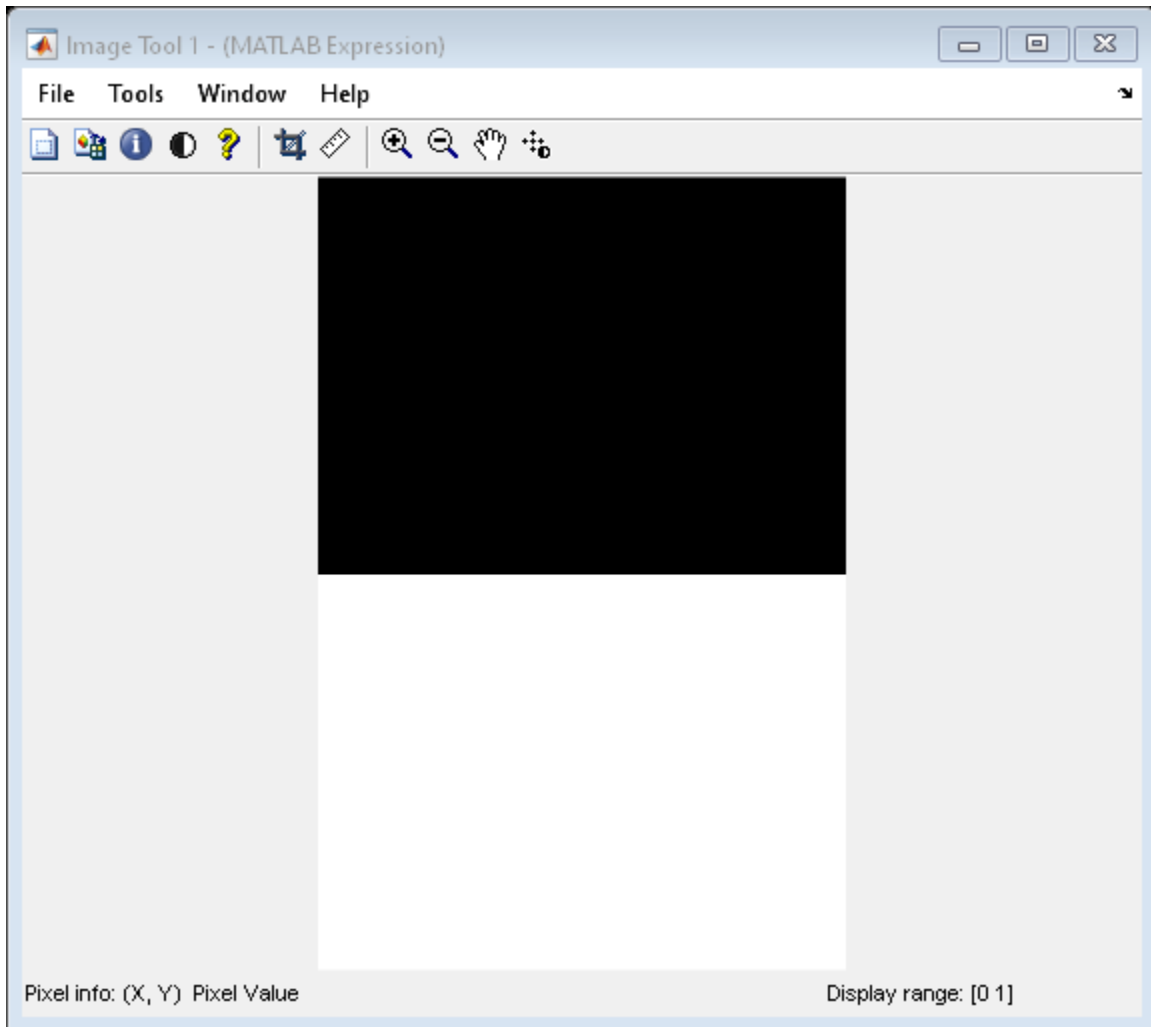 Image Tool 1 - (MATLAB Expression)
File Tools Window Help
Pixel info: (X, Y) Pixel Value Display range: [0 1]